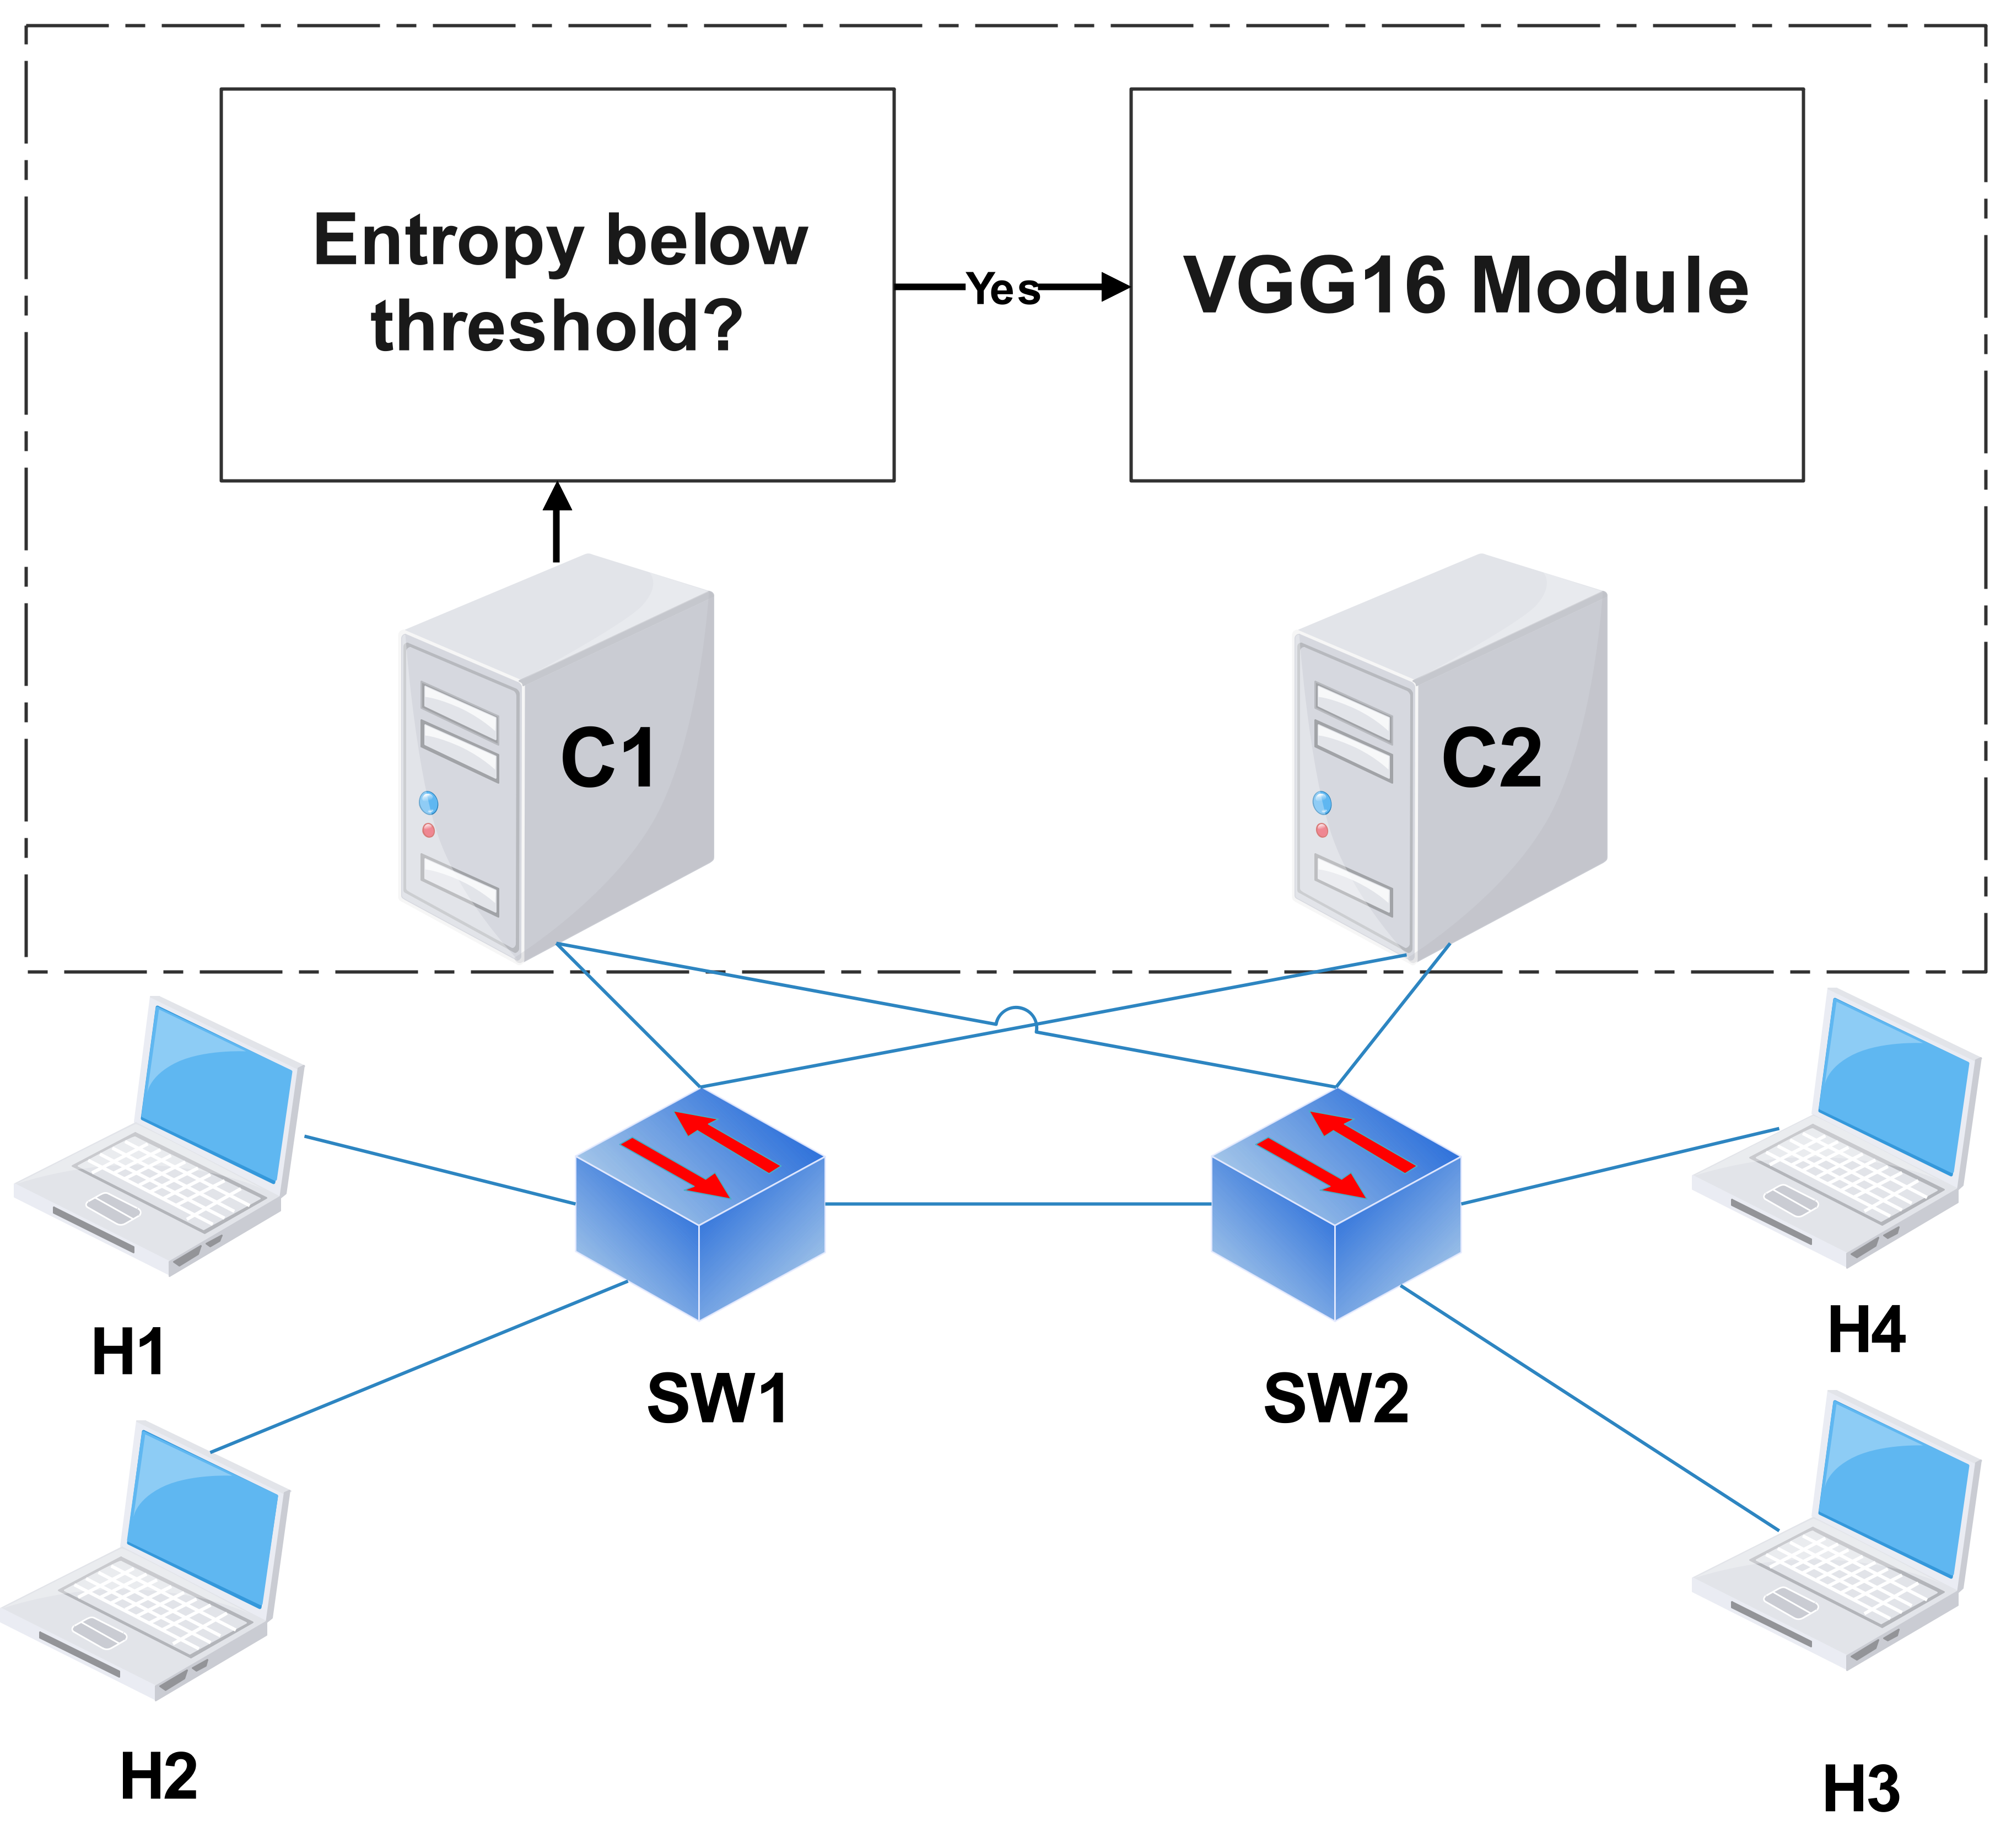 Entropy below
threshold?
Yes
VGG16 Module
C1
C2
H1
SW1
SW2
H4
H2
H3